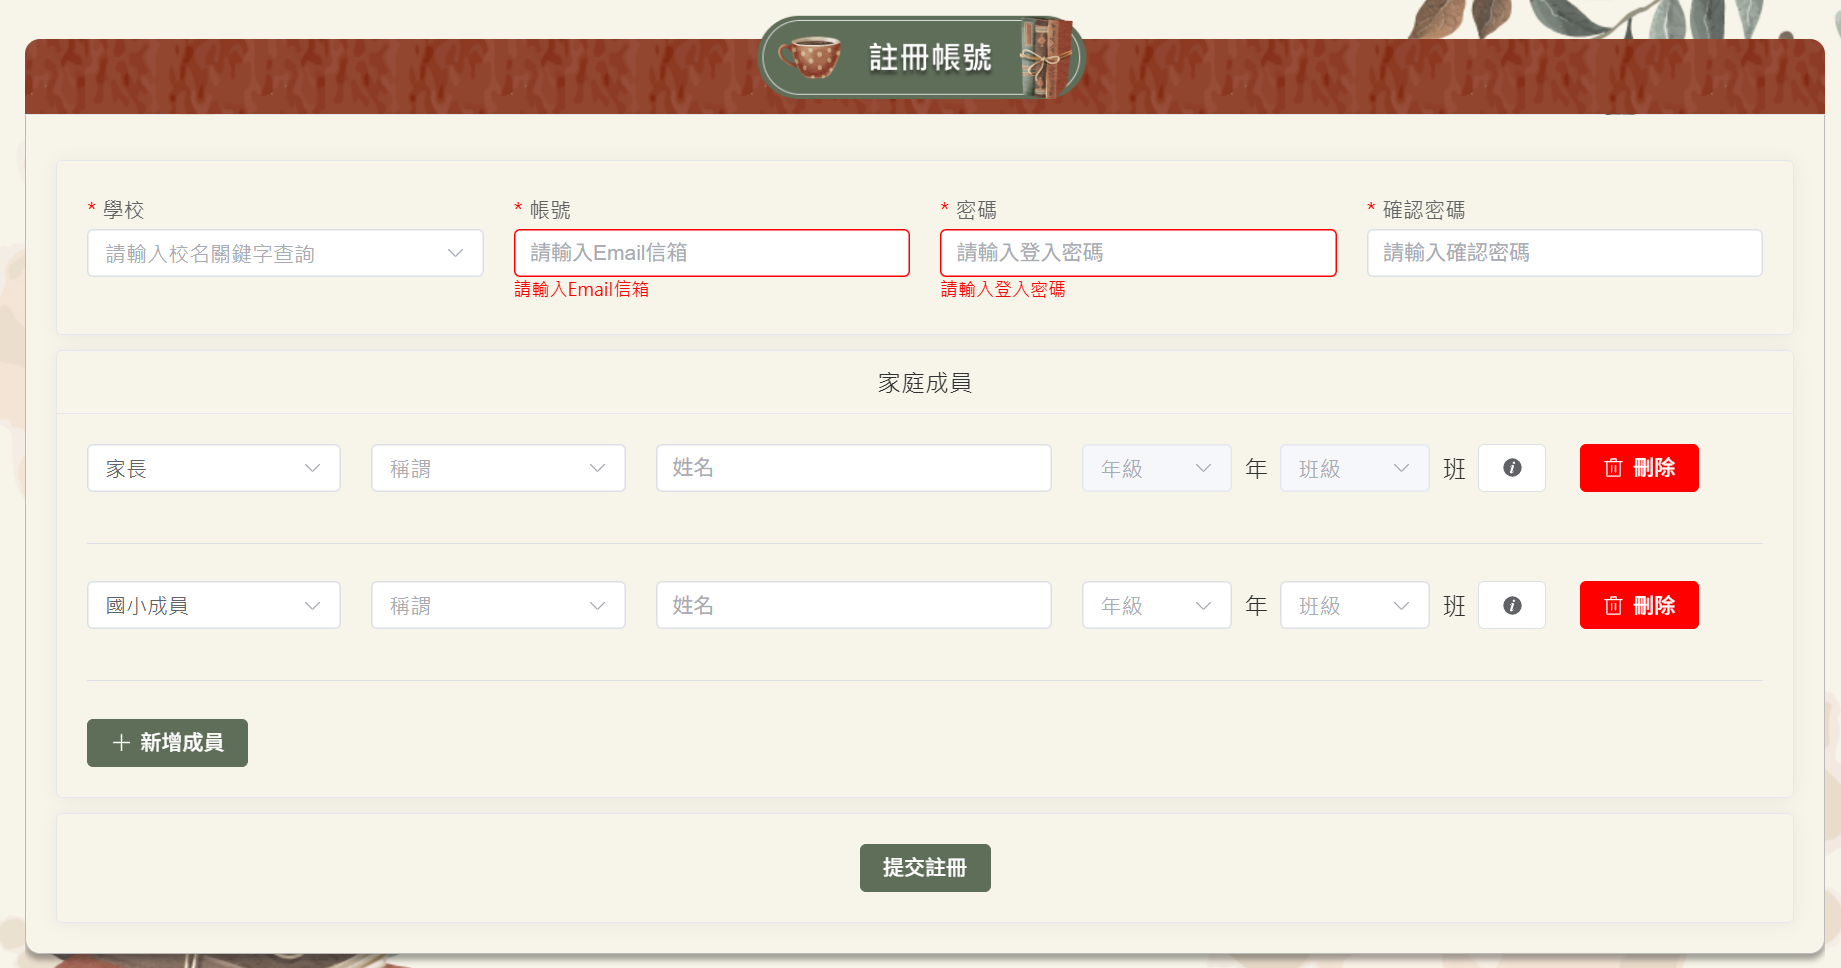 註冊帳號
* 學校
* 帳號
* 密碼
* 確認密碼
請輸入校名關鍵字查詢
請輸入Email信箱
請輸入登入密碼
請輸入確認密碼
請輸入Email信箱
請輸入登入密碼
家庭成員
家長 稱謂 姓名 年級 年 班級 班 刪除
國小成員 稱謂 姓名 年級 年 班級 班 刪除
新增成員
提交註冊